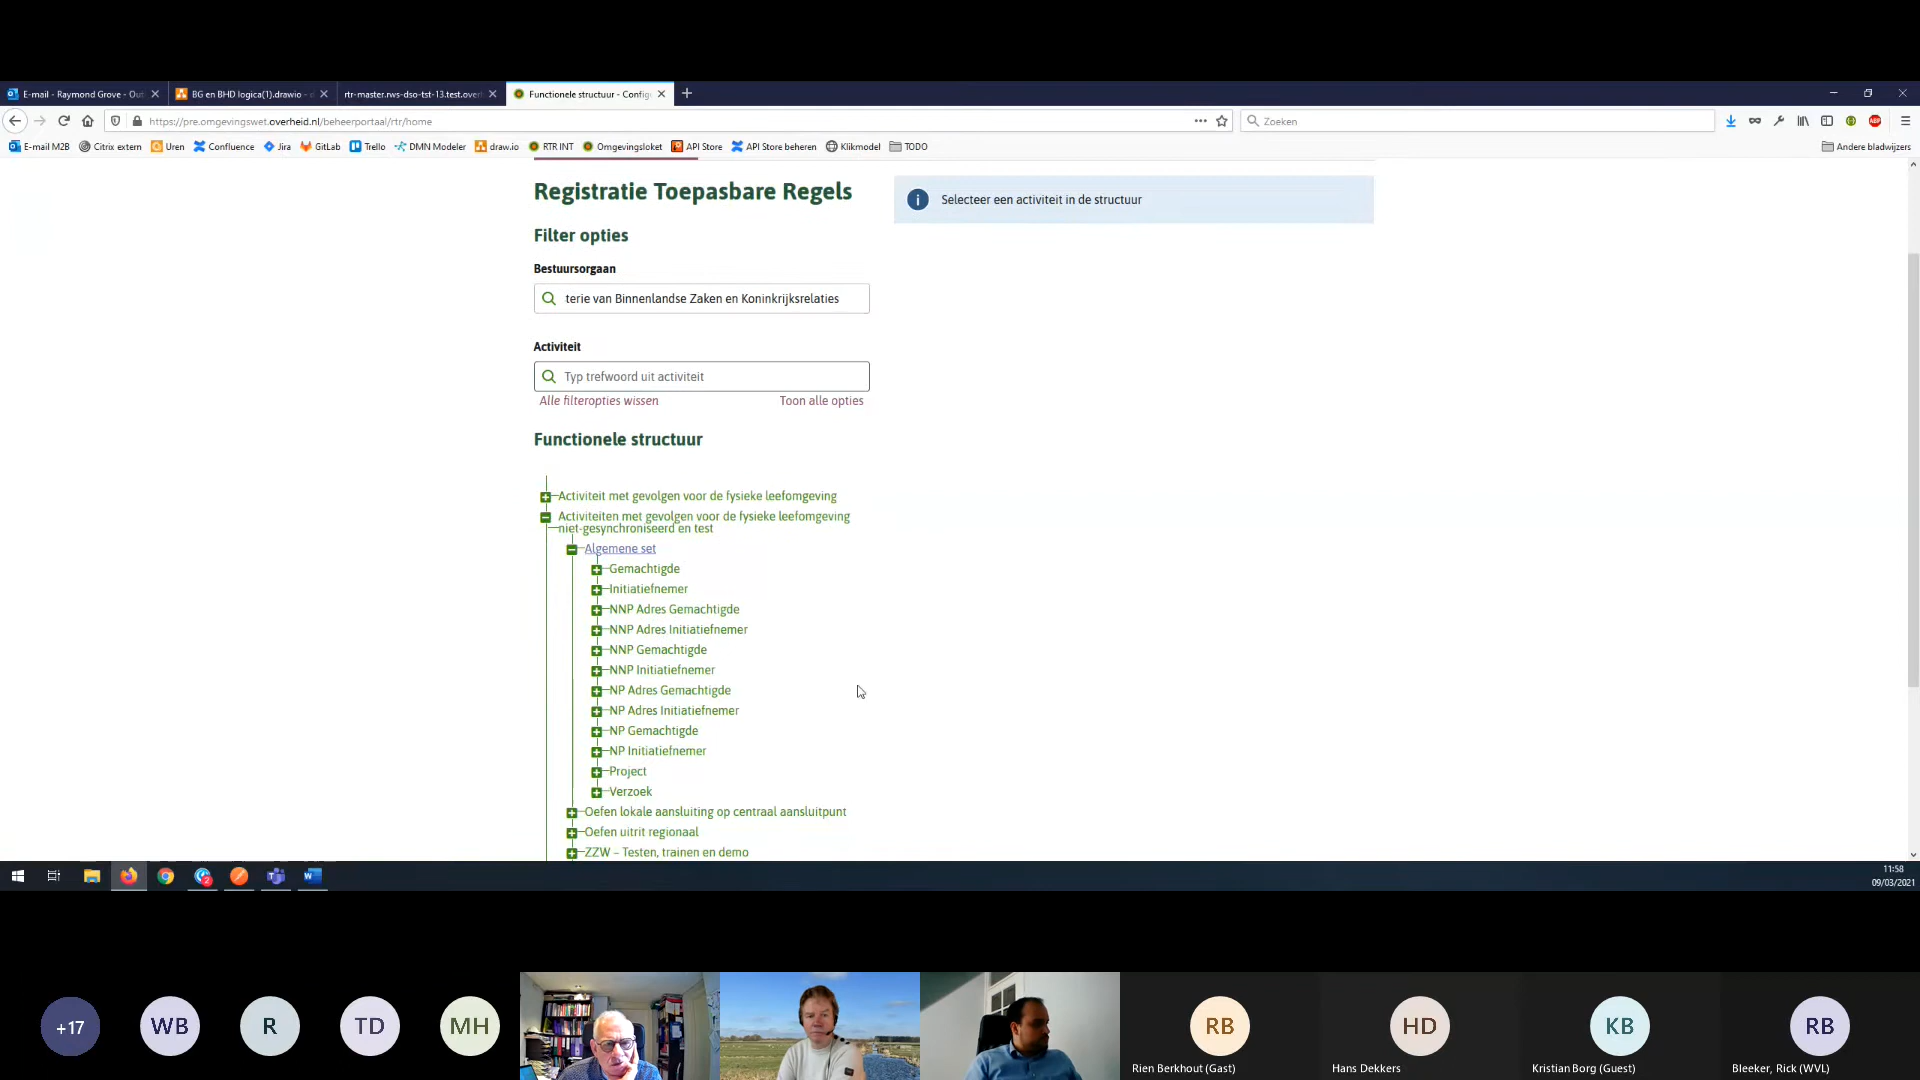 E-mail - Raymond Grove - Out
BG en BHD logica(1).drawio -
rtr-master.rws-dso-tst-13.test.over
Functionele structuur - Config
https://pre.omgevingswet.overheid.nl/beheerportaal/rtr/home
Zoeken
E-mail M2B
Citrix extern
Uren
Confluence
Jira
GitLab
Trello
DMN Modeler
draw.io
RTR INT
Omgevingsloket
API Store
API Store beheren
Klikmodel
TODO
Andere bladwijzers
Registratie Toepasbare Regels
Selecteer een activiteit in de structuur
Filter opties
Bestuursorgaan
terie van Binnenlandse Zaken en Koninkrijksrelaties
Activiteit
Typ trefwoord uit activiteit
Alle filteropties wissen
Toon alle opties
Functionele structuur
Activiteit met gevolgen voor de fysieke leefomgeving
Activiteiten met gevolgen voor de fysieke leefomgeving
niet-gesynchroniseerd en test
Algemene set
Gemachtigde
Initiatiefnemer
NNP Adres Gemachtigde
NNP Adres Initiatiefnemer
NNP Gemachtigde
NNP Initiatiefnemer
NP Adres Gemachtigde
NP Adres Initiatiefnemer
NP Gemachtigde
NP Initiatiefnemer
Project
Verzoek
Oefen lokale aansluiting op centraal aansluitpunt
Oefen uitrit regionaal
ZZW – Testen, trainen en demo
11:58
09/03/2021
+17
WB
R
TD
MH
RB
HD
KB
RB
Rien Berkhout (Gast)
Hans Dekkers
Kristian Borg (Guest)
Bleeker, Rick (WVL)